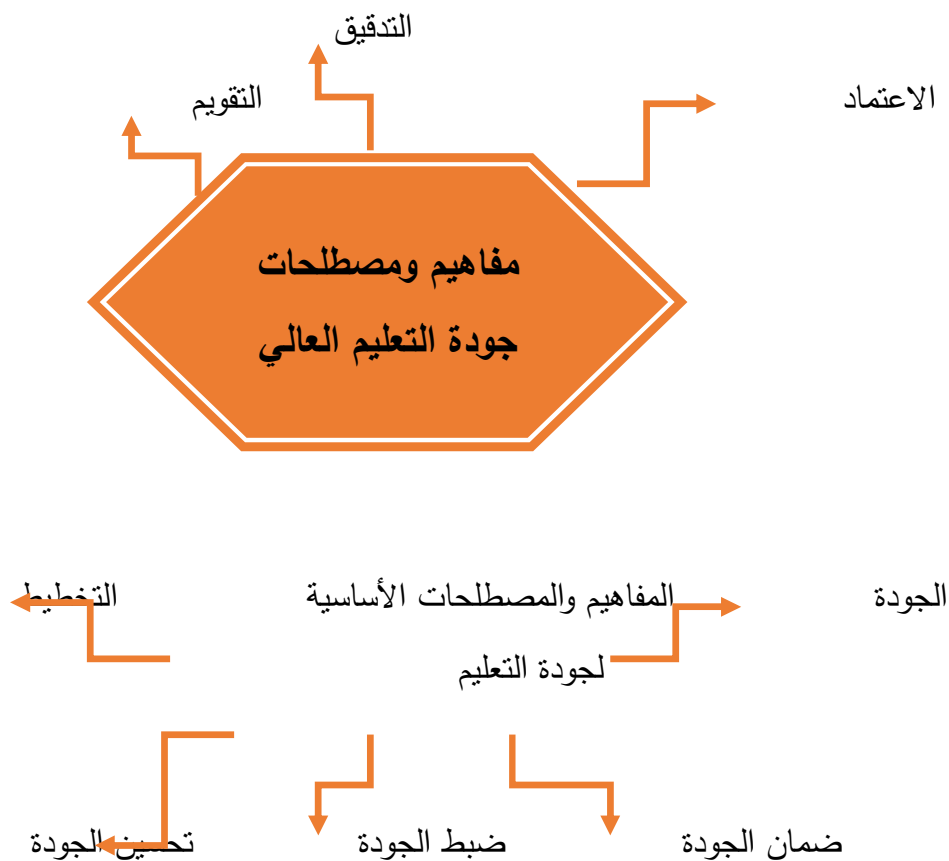 التدقيق
الاعتماد
التقويم
مفاهيم ومصطلحات
جودة التعليم العالي
الجودة
المفاهيم والمصطلحات الأساسية
التخطيط
لجودة التعليم
ضمان الجودة
ضبط الجودة
تحسين الجودة